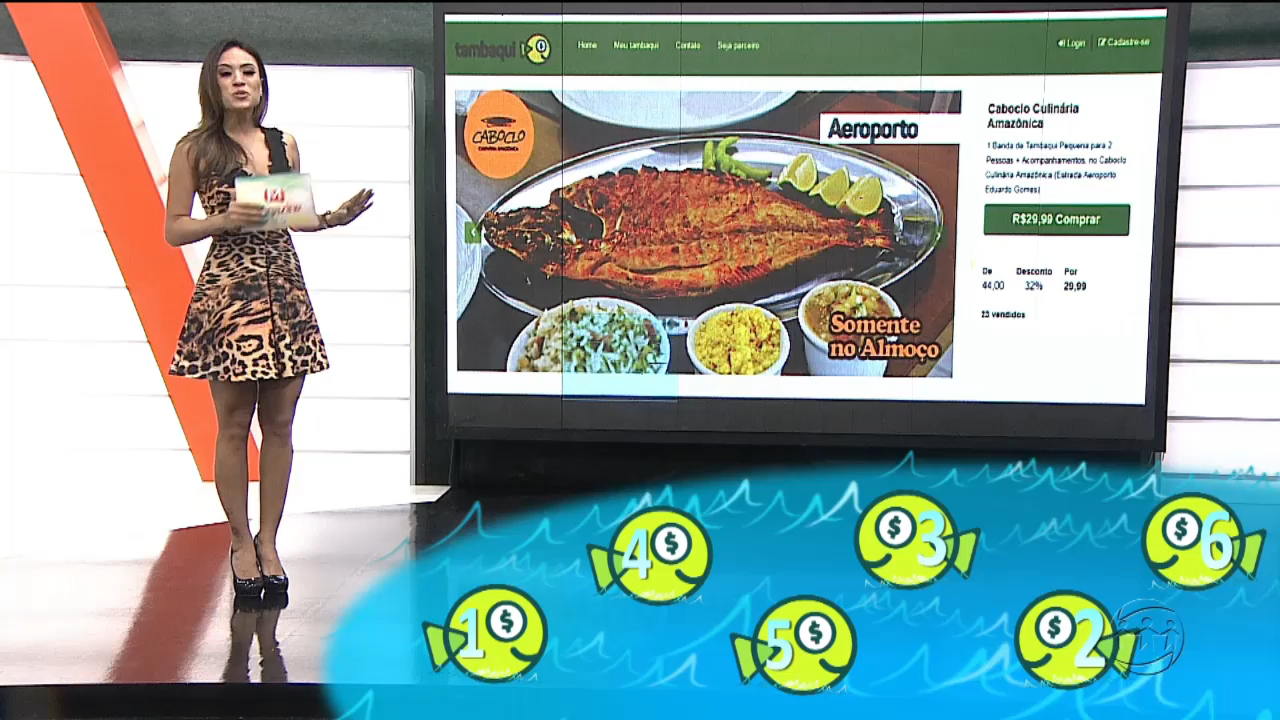 tambaqui
Home
Meu tambaqui
Contato
Seja parceiro
Login
Cadastre-se
CABOCLO
CULINÁRIA AMAZÔNICA
Aeroporto
Somente
no Almoço
Caboclo Culinária
Amazônica
1 Banda de Tambaqui Pequena para 2
Pessoas + Acompanhamentos, no Caboclo
Culinária Amazônica (Estrada Aeroporto
Eduardo Gomes)
R$29,99 Comprar
De Desconto Por
44,00 32% 29,99
23 vendidos
4 $
$ 3
$ 6
1 $
5 $
$ 2